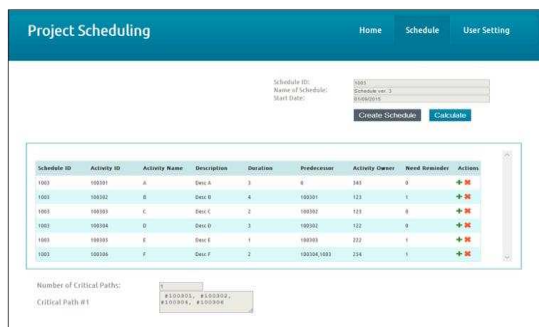 Project Scheduling
Home Schedule User Setting
Schedule ID: 1003
Name of Schedule: Schedule ver. 3
Start Date: 01/09/2015
Create Schedule Calculate
Schedule ID Activity ID Activity Name Description Duration Predecessor Activity Owner Need Reminder Actions
1003 100301 A Desc A 3 0 343 0
1003 100302 B Desc B 4 100301 123 1
1003 100303 C Desc C 2 100302 123 0
1003 100304 D Desc D 3 100302 122 0
1003 100305 E Desc E 1 100303 222 1
1003 100306 F Desc F 2 100304,1003 234 1
Number of Critical Paths: 1
Critical Path #1 #100301, #100302,
#100304, #100306